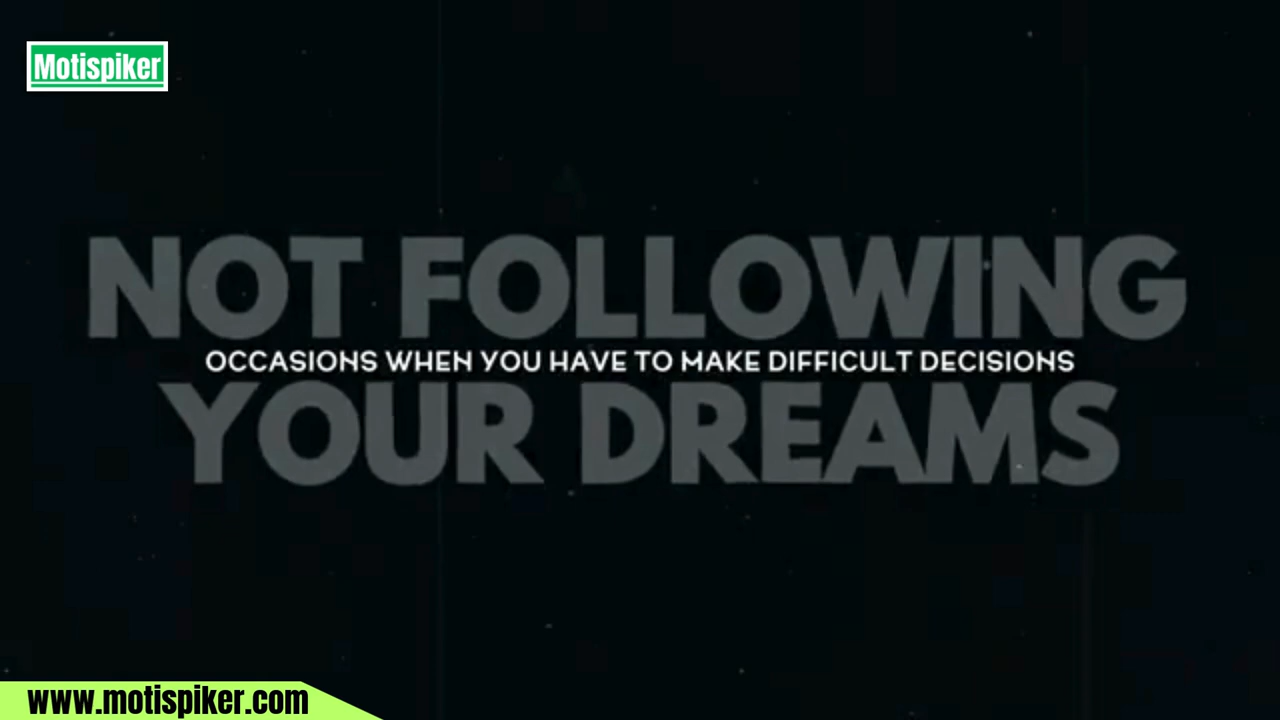 Motispiker
NOT FOLLOWING
OCCASIONS WHEN YOU HAVE TO MAKE DIFFICULT DECISIONS
YOUR DREAMS
www.motispiker.com